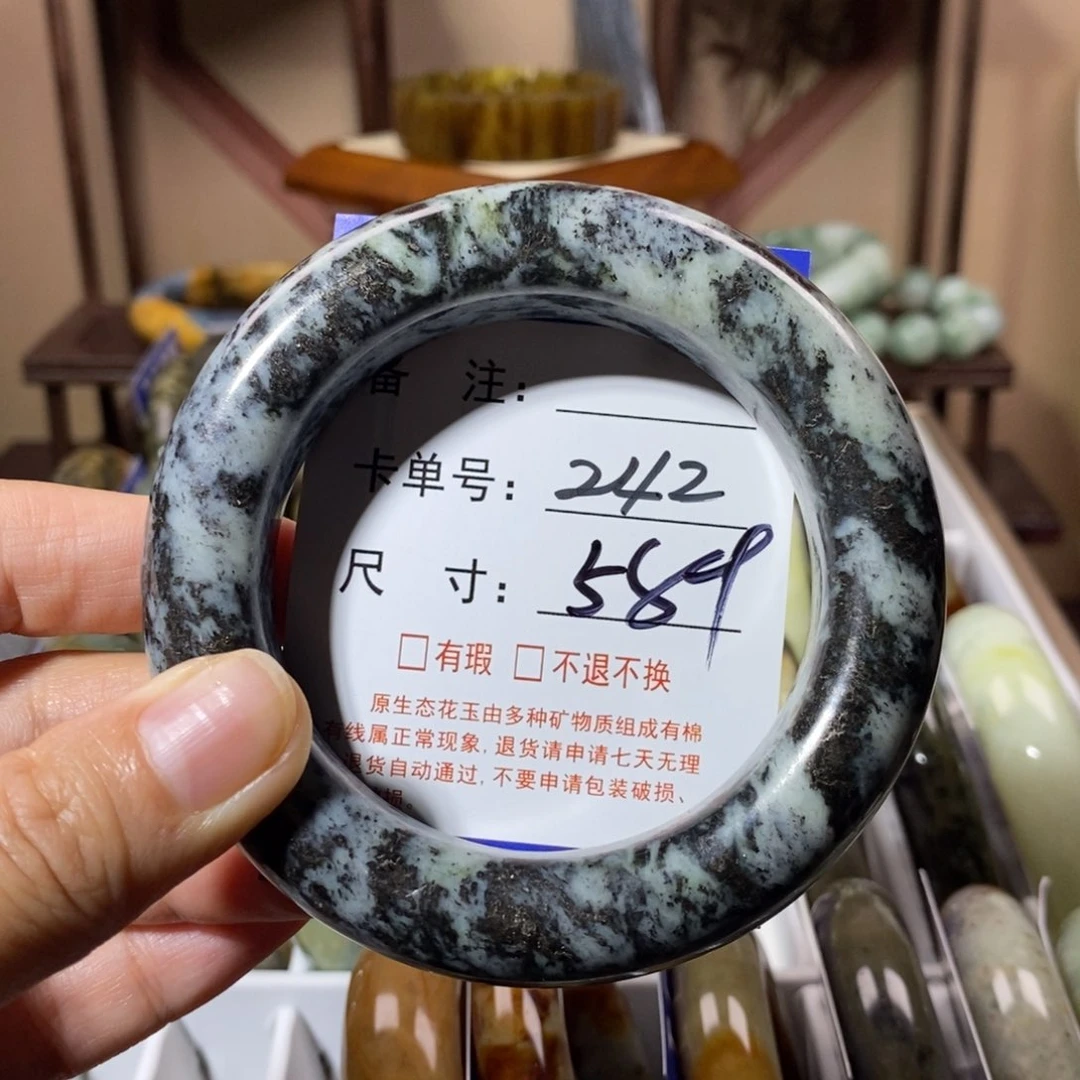 备 注:
卡单号: 242
尺 寸: 589
□有瑕 □不退不换
原生态花玉由多种矿物质组成有棉
有线属正常现象,退货请申请七天无理
退货自动通过,不要申请包装破损、
损。